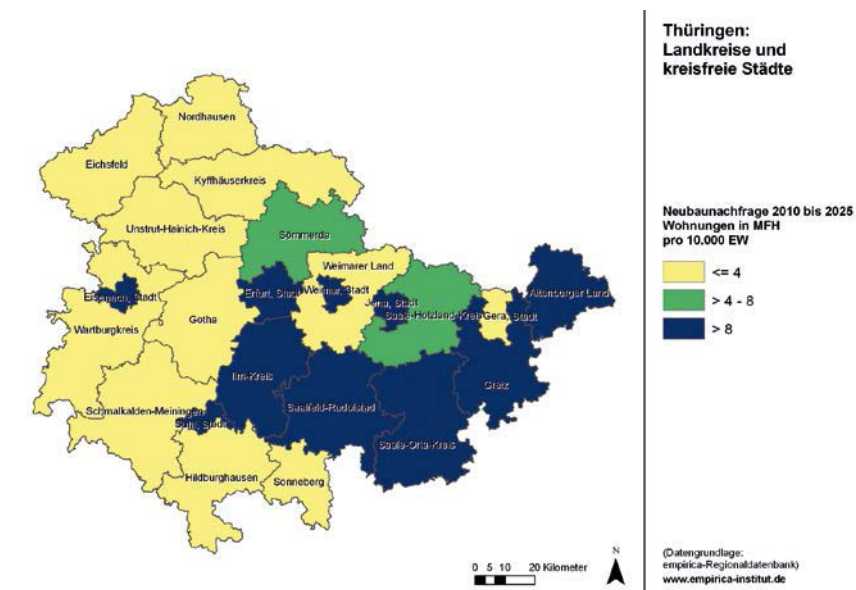 Thüringen:
Landkreise und
kreisfreie Städte
Nordhausen
Eichsfeld
Kyffhäuserkreis
Unstrut-Hainich-Kreis
Sömmerda
Weimarer Land
Eisenach, Stadt
Erfurt, Stadt
Weimar, Stadt
Jena, Stadt
Altenburger Land
Saale-Holzland-Kreis
Gera, Stadt
Gotha
Wartburgkreis
Ilm-Kreis
Greiz
Schmalkalden-Meiningen
Saalfeld-Rudolstadt
Suhl, Stadt
Saale-Orla-Kreis
Hildburghausen
Sonneberg
Neubaunachfrage 2010 bis 2025
Wohnungen in MFH
pro 10.000 EW
<= 4
> 4 - 8
> 8
N
0 5 10 20 Kilometer
(Datengrundlage:
empirica-Regionaldatenbank)
www.empirica-institut.de